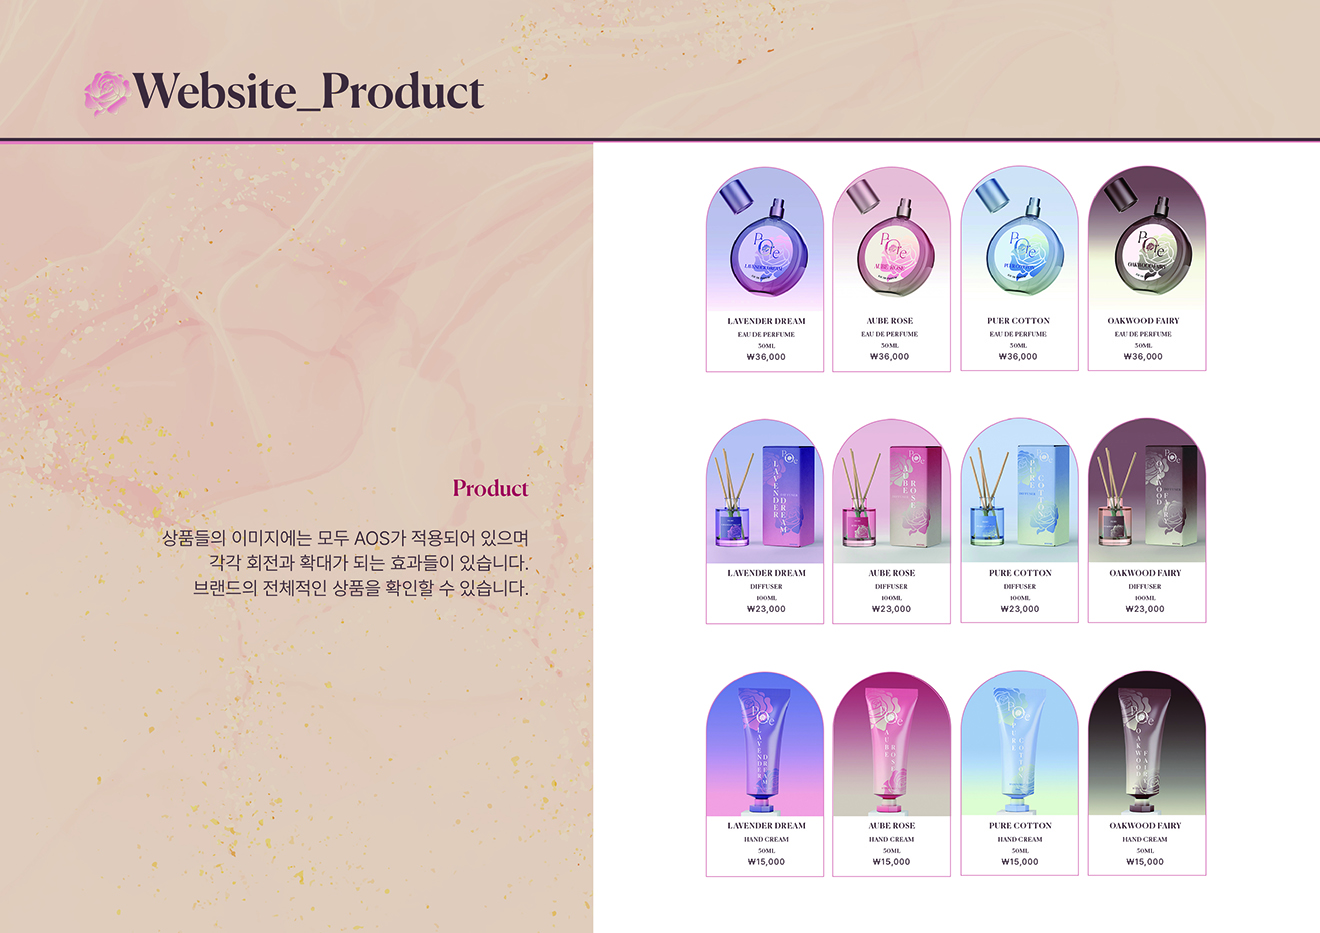 Website_Product
Product
상품들의 이미지에는 모두 AOS가 적용되어 있으며
각각 회전과 확대가 되는 효과들이 있습니다.
브랜드의 전체적인 상품을 확인할 수 있습니다.
LAVENDER DREAM
EAU DE PERFUME
50ML
₩36,000
AUBE ROSE
EAU DE PERFUME
50ML
₩36,000
PUER COTTON
EAU DE PERFUME
50ML
₩36,000
OAKWOOD FAIRY
EAU DE PERFUME
50ML
₩36,000
LAVENDER DREAM
DIFFUSER
100ML
₩23,000
AUBE ROSE
DIFFUSER
100ML
₩23,000
PURE COTTON
DIFFUSER
100ML
₩23,000
OAKWOOD FAIRY
DIFFUSER
100ML
₩23,000
LAVENDER DREAM
HAND CREAM
50ML
₩15,000
AUBE ROSE
HAND CREAM
50ML
₩15,000
PURE COTTON
HAND CREAM
50ML
₩15,000
OAKWOOD FAIRY
HAND CREAM
50ML
₩15,000